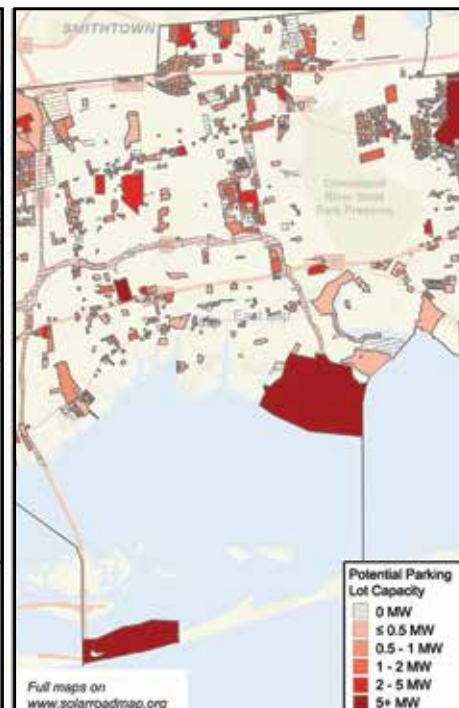 SMITHTOWN
Connetquot
River State
Park Preserve
Potential Parking
Lot Capacity
0 MW
≤ 0.5 MW
0.5 - 1 MW
1 - 2 MW
2 - 5 MW
5+ MW
Full maps on
www.solarroadmap.org